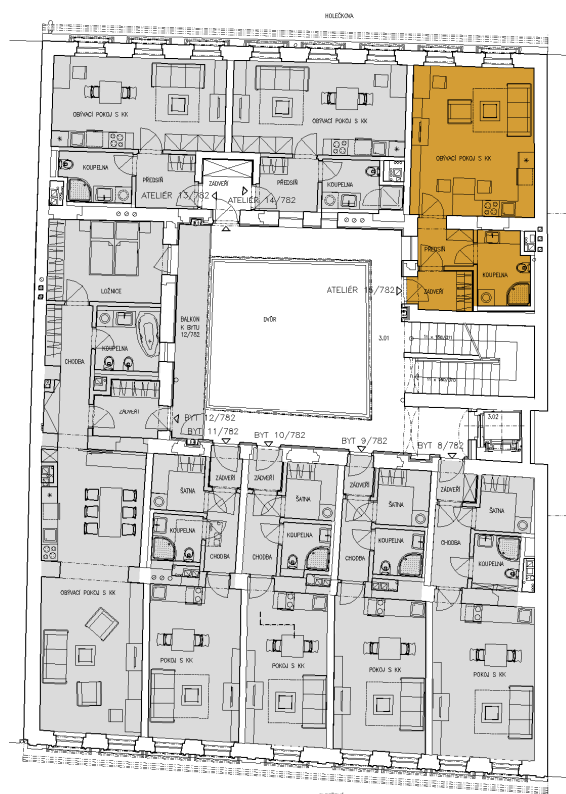 HOLEČKOVA
OBÝVACÍ POKOJ S KK
OBÝVACÍ POKOJ S KK
OBÝVACÍ POKOJ S KK
KOUPELNA
PŘEDSÍŇ
ZÁDVEŘÍ
PŘEDSÍŇ
KOUPELNA
ATELIÉR 13/782
ATELIÉR 14/782
PŘEDSÍŇ
KOUPELNA
ZÁDVEŘÍ
ATELIÉR 15/782
LOŽNICE
BALKON
K BYTU
12/782
DVŮR
3.01
CHODBA
KOUPELNA
ZÁDVEŘÍ
BYT 12/782
BYT 11/782
BYT 10/782
BYT 9/782
BYT 8/782
3.02
ŠATNA
ZÁDVEŘÍ
ZÁDVEŘÍ
ŠATNA
ZÁDVEŘÍ
ŠATNA
ZÁDVEŘÍ
ŠATNA
KOUPELNA
CHODBA
CHODBA
KOUPELNA
CHODBA
KOUPELNA
CHODBA
KOUPELNA
OBÝVACÍ POKOJ S KK
POKOJ S KK
POKOJ S KK
POKOJ S KK
POKOJ S KK